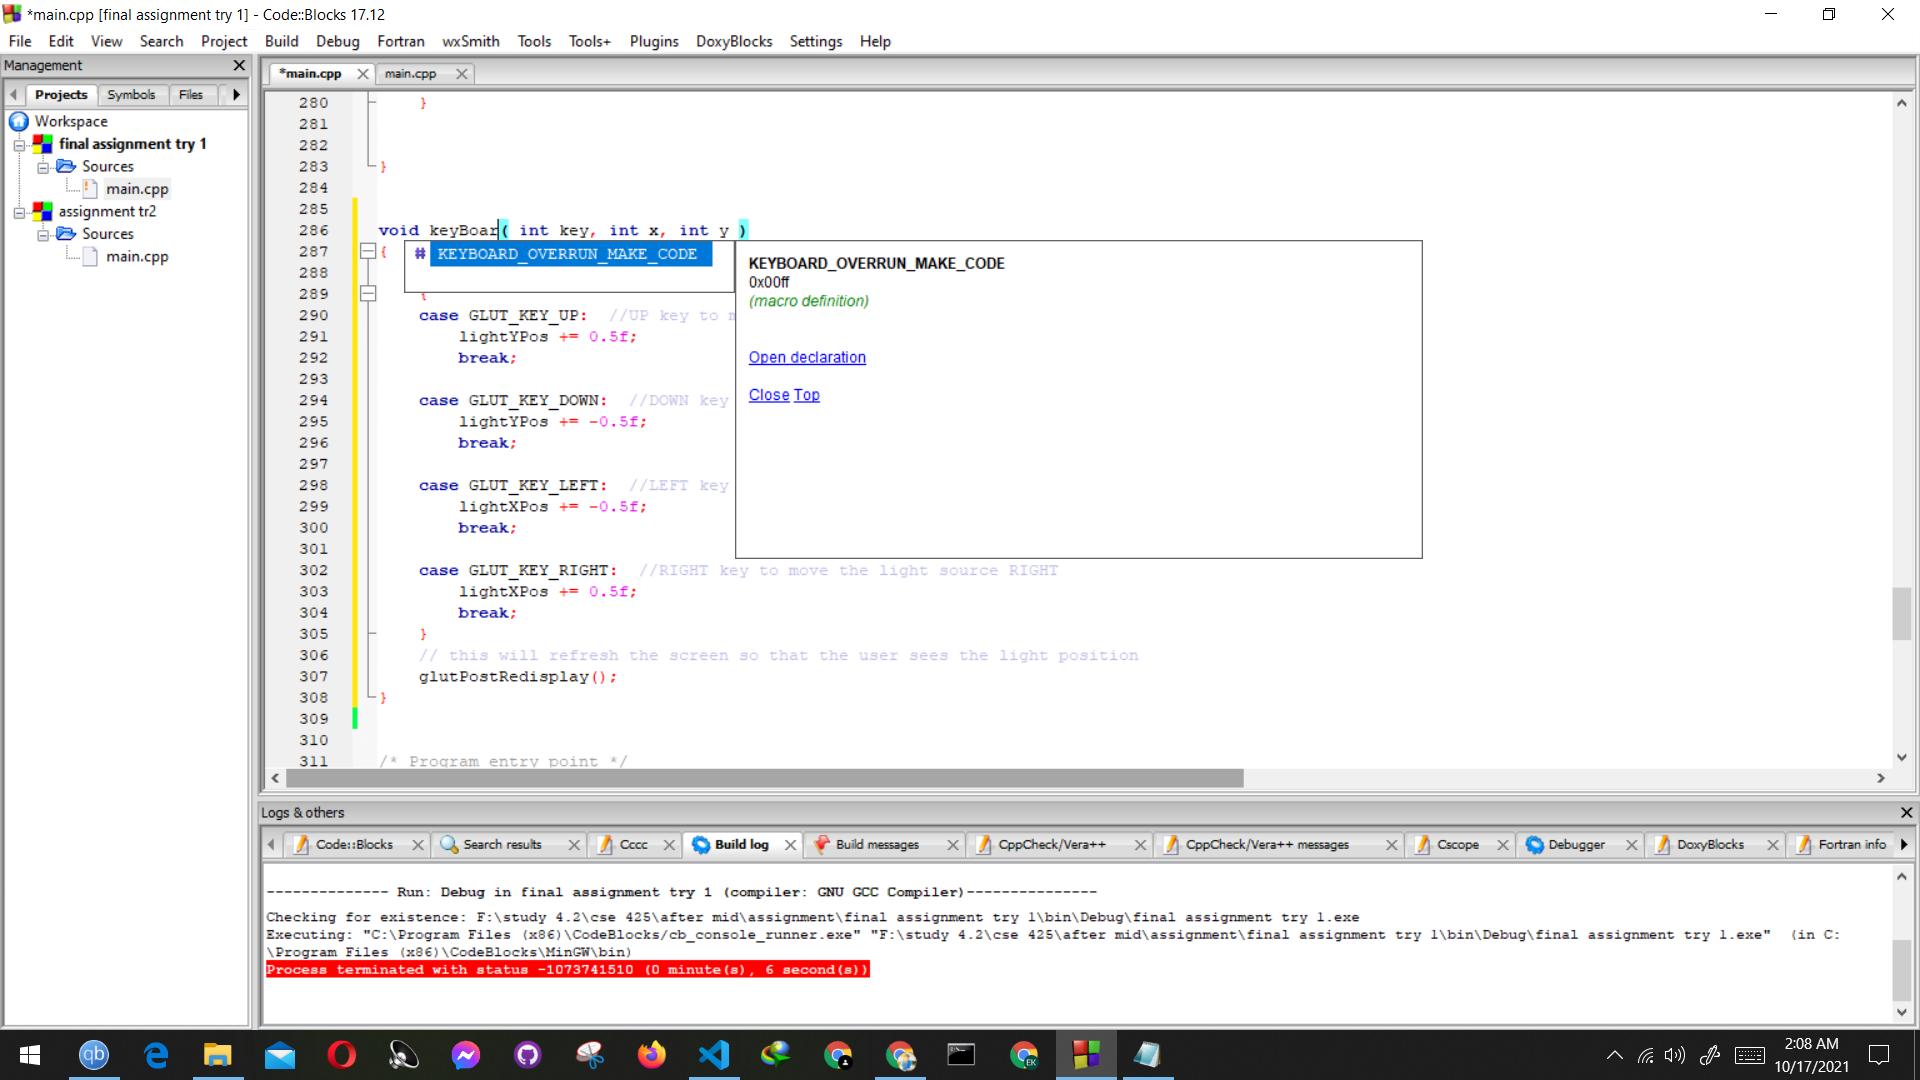 *main.cpp [final assignment try 1] - Code::Blocks 17.12
File Edit View Search Project Build Debug Fortran wxSmith Tools Tools+ Plugins DoxyBlocks Settings Help
Management
Projects Symbols Files
Workspace
final assignment try 1
Sources
main.cpp
assignment tr2
Sources
main.cpp
*main.cpp main.cpp
280 }
281
282
283 }
284
285
286 void keyBoar( int key, int x, int y )
287 {
288
289 {
290 case GLUT_KEY_UP: //UP key to m
291 lightYPos += 0.5f;
292 break;
293
294 case GLUT_KEY_DOWN: //DOWN key
295 lightYPos += -0.5f;
296 break;
297
298 case GLUT_KEY_LEFT: //LEFT key
299 lightXPos += -0.5f;
300 break;
301
302 case GLUT_KEY_RIGHT: //RIGHT key to move the light source RIGHT
303 lightXPos += 0.5f;
304 break;
305 }
306 // this will refresh the screen so that the user sees the light position
307 glutPostRedisplay();
308 }
309
310
311 /* Program entry point */
# KEYBOARD_OVERRUN_MAKE_CODE
KEYBOARD_OVERRUN_MAKE_CODE
0x00ff
(macro definition)
Open declaration
Close Top
Logs & others
Code::Blocks Search results Cccc Build log Build messages CppCheck/Vera++ CppCheck/Vera++ messages Cscope Debugger DoxyBlocks Fortran info
-------------- Run: Debug in final assignment try 1 (compiler: GNU GCC Compiler)---------------
Checking for existence: F:\study 4.2\cse 425\after mid\assignment\final assignment try 1\bin\Debug\final assignment try 1.exe
Executing: "C:\Program Files (x86)\CodeBlocks/cb_console_runner.exe" "F:\study 4.2\cse 425\after mid\assignment\final assignment try 1\bin\Debug\final assignment try 1.exe" (in C:
\Program Files (x86)\CodeBlocks\MinGW\bin)
Process terminated with status -1073741510 (0 minute(s), 6 second(s))
qb
EK
2:08 AM
10/17/2021